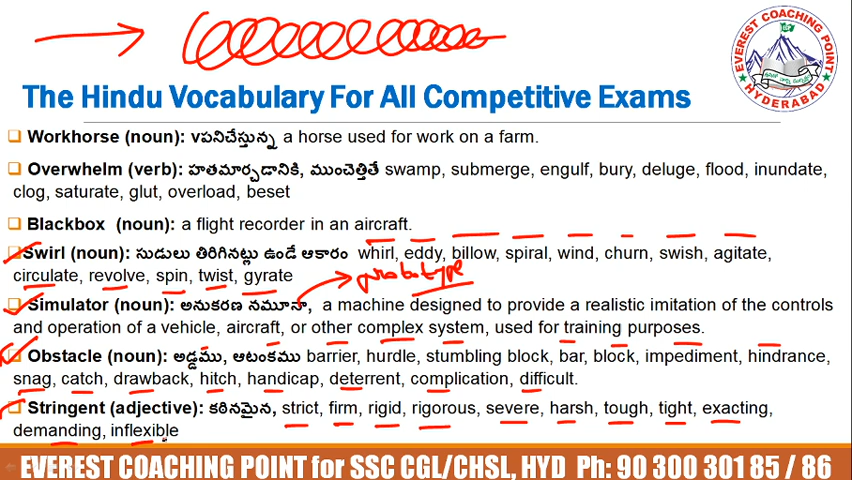 EVEREST COACHING POINT
HYDERABAD
The Hindu Vocabulary For All Competitive Exams
Workhorse (noun): vపనిచేస్తున్న a horse used for work on a farm.
Overwhelm (verb): హతమార్చడానికి, ముంచెత్తితే swamp, submerge, engulf, bury, deluge, flood, inundate,
clog, saturate, glut, overload, beset
Blackbox (noun): a flight recorder in an aircraft.
Swirl (noun): సుడులు తిరిగినట్లు ఉండే ఆకారం whirl, eddy, billow, spiral, wind, churn, swish, agitate,
circulate, revolve, spin, twist, gyrate
prototype
Simulator (noun): అనుకరణ నమూనా, a machine designed to provide a realistic imitation of the controls
and operation of a vehicle, aircraft, or other complex system, used for training purposes.
Obstacle (noun): అడ్డము, ఆటంకము barrier, hurdle, stumbling block, bar, block, impediment, hindrance,
snag, catch, drawback, hitch, handicap, deterrent, complication, difficult.
Stringent (adjective): కఠినమైన, strict, firm, rigid, rigorous, severe, harsh, tough, tight, exacting,
demanding, inflexible
EVEREST COACHING POINT for SSC CGL/CHSL, HYD Ph: 90 300 301 85 / 86